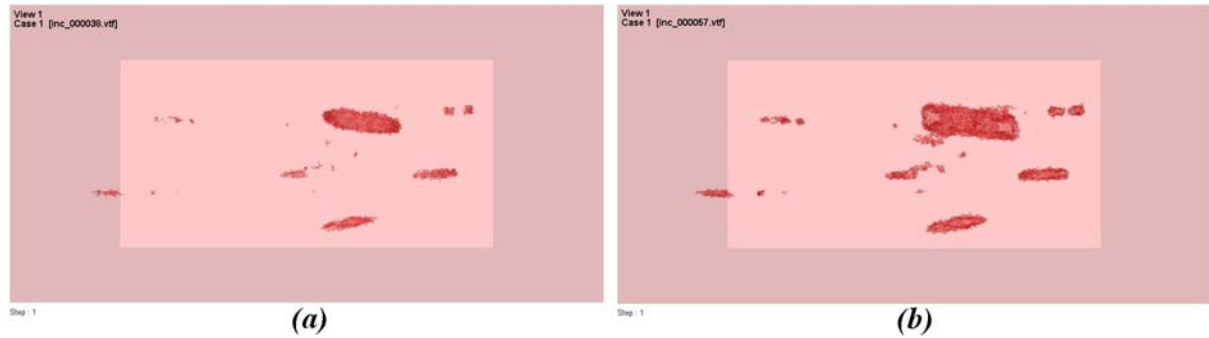 View 1
Case 1 [inc_000038.vtf]
Step : 1
(a)
View 1
Case 1 [inc_000057.vtf]
Step : 1
(b)